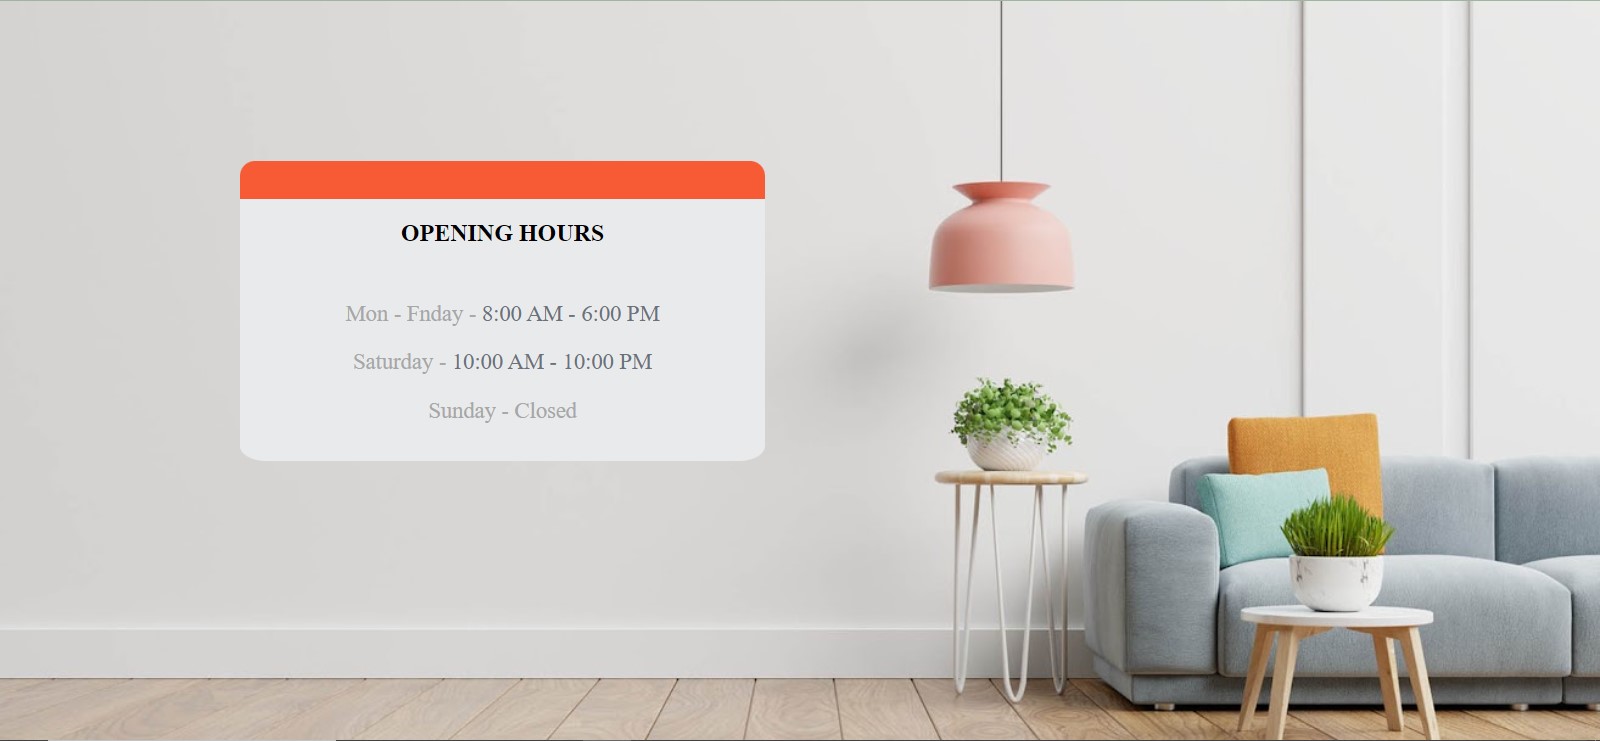 OPENING HOURS
Mon - Fnday - 8:00 AM - 6:00 PM
Saturday - 10:00 AM - 10:00 PM
Sunday - Closed